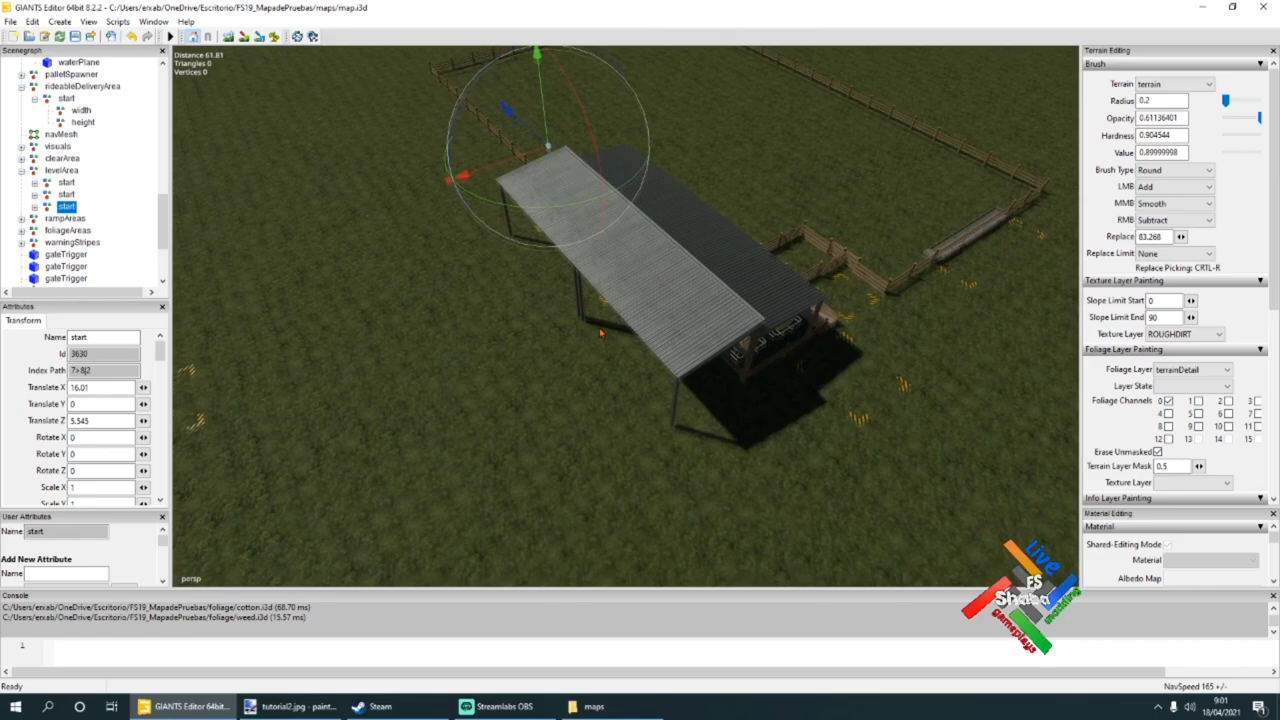 GIANTS Editor 64bit 8.2.2 - C:/Users/erxab/OneDrive/Escritorio/FS19_MapadePruebas/maps/map.i3d
File Edit Create View Scripts Window Help
Scenegraph
waterPlane
palletSpawner
rideableDeliveryArea
start
width
height
navMesh
visuals
clearArea
levelArea
start
start
start
rampAreas
foliageAreas
warningStripes
gateTrigger
gateTrigger
gateTrigger
Attributes
Transform
Name start
Id 3630
Index Path 7>8|2
Translate X 16.01
Translate Y 0
Translate Z 5.545
Rotate X 0
Rotate Y 0
Rotate Z 0
Scale X 1
Scale Y 1
User Attributes
Name start
Add New Attribute
Name
Distance 61.81
Triangles 0
Vertices 0
persp
Live
ES
Shaba
gameplays
modding
Terrain Editing
Brush
Terrain terrain
Radius 0.2
Opacity 0.61136401
Hardness 0.904544
Value 0.89999998
Brush Type Round
LMB Add
MMB Smooth
RMB Subtract
Replace 83.268
Replace Limit None
Replace Picking: CRTL-R
Texture Layer Painting
Slope Limit Start 0
Slope Limit End 90
Texture Layer ROUGHDIRT
Foliage Layer Painting
Foliage Layer terrainDetail
Layer State
Foliage Channels 0 1 2 3
4 5 6 7
8 9 10 11
12 13 14 15
Erase Unmasked
Terrain Layer Mask 0.5
Texture Layer
Info Layer Painting
Material Editing
Material
Shared-Editing Mode
Material
Albedo Map
Console
C:/Users/erxab/OneDrive/Escritorio/FS19_MapadePruebas/foliage/cotton.i3d (68.70 ms)
C:/Users/erxab/OneDrive/Escritorio/FS19_MapadePruebas/foliage/weed.i3d (15.57 ms)
1
Ready
NavSpeed 165 +/-
GIANTS Editor 64bit...
tutorial2.jpg - paint...
Steam
Streamlabs OBS
maps
9:01
18/04/2021